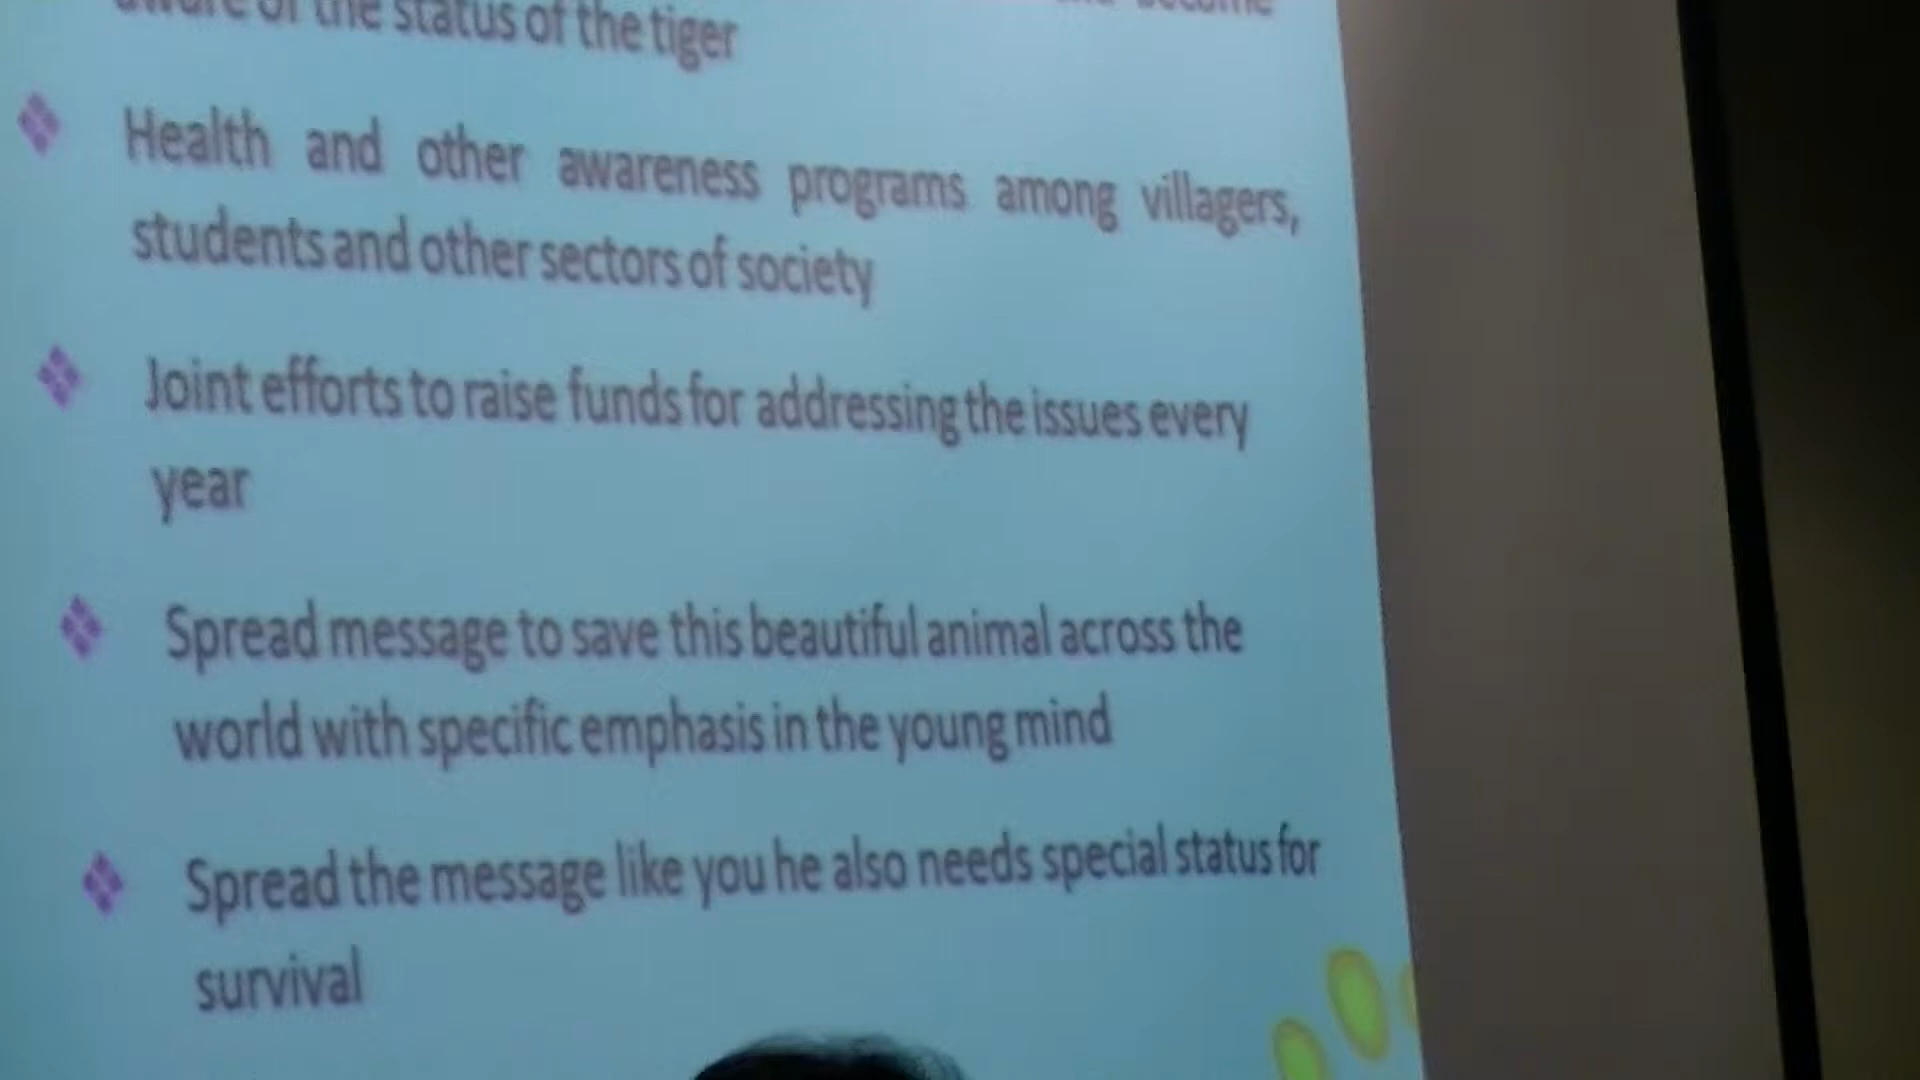 aware of the status of the tiger
Health and other awareness programs among villagers,
students and other sectors of society
Joint efforts to raise funds for addressing the issues every
year
Spread message to save this beautiful animal across the
world with specific emphasis in the young mind
Spread the message like you he also needs special status for
survival